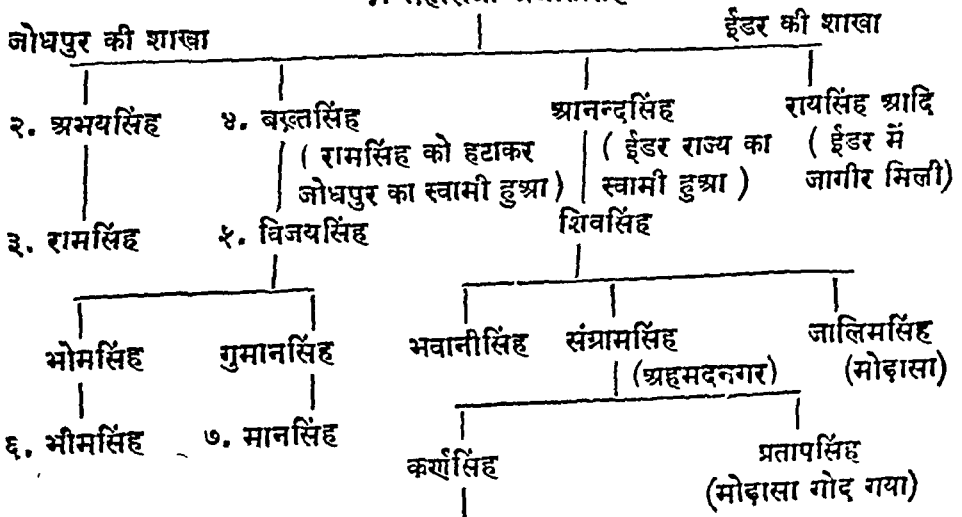 जोधपुर की शाखा ईडर की शाखा
२. अभयसिंह ४. बख़्तसिंह आनन्दसिंह रायसिंह आदि
( रामसिंह को हटाकर ( ईडर राज्य का ( ईडर में
जोधपुर का स्वामी हुआ ) स्वामी हुआ ) जागीर मिली)
३. रामसिंह ५. विजयसिंह शिवसिंह
भोमसिंह गुमानसिंह भवानीसिंह संग्रामसिंह जालिमसिंह
(अहमदनगर) (मोढ़ासा)
६. भीमसिंह ७. मानसिंह कर्णसिंह प्रतापसिंह
(मोढ़ासा गोद गया)